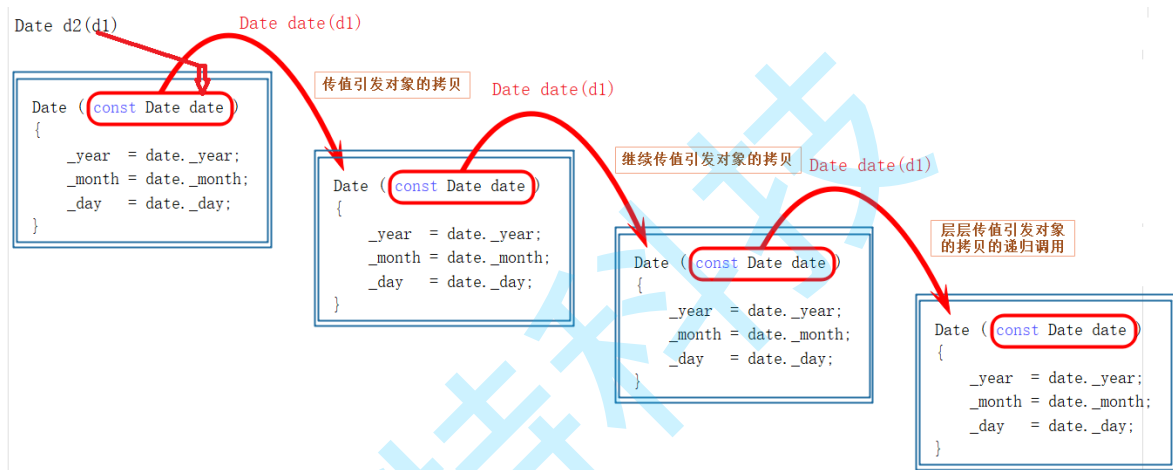 Date d2(d1)
Date date(d1)
Date (const Date date)
{
_year = date._year;
_month = date._month;
_day = date._day;
}
传值引发对象的拷贝
Date date(d1)
Date (const Date date)
{
_year = date._year;
_month = date._month;
_day = date._day;
}
继续传值引发对象的拷贝
Date date(d1)
Date (const Date date)
{
_year = date._year;
_month = date._month;
_day = date._day;
}
层层传值引发对象
的拷贝的递归调用
Date (const Date date)
{
_year = date._year;
_month = date._month;
_day = date._day;
}
特科技